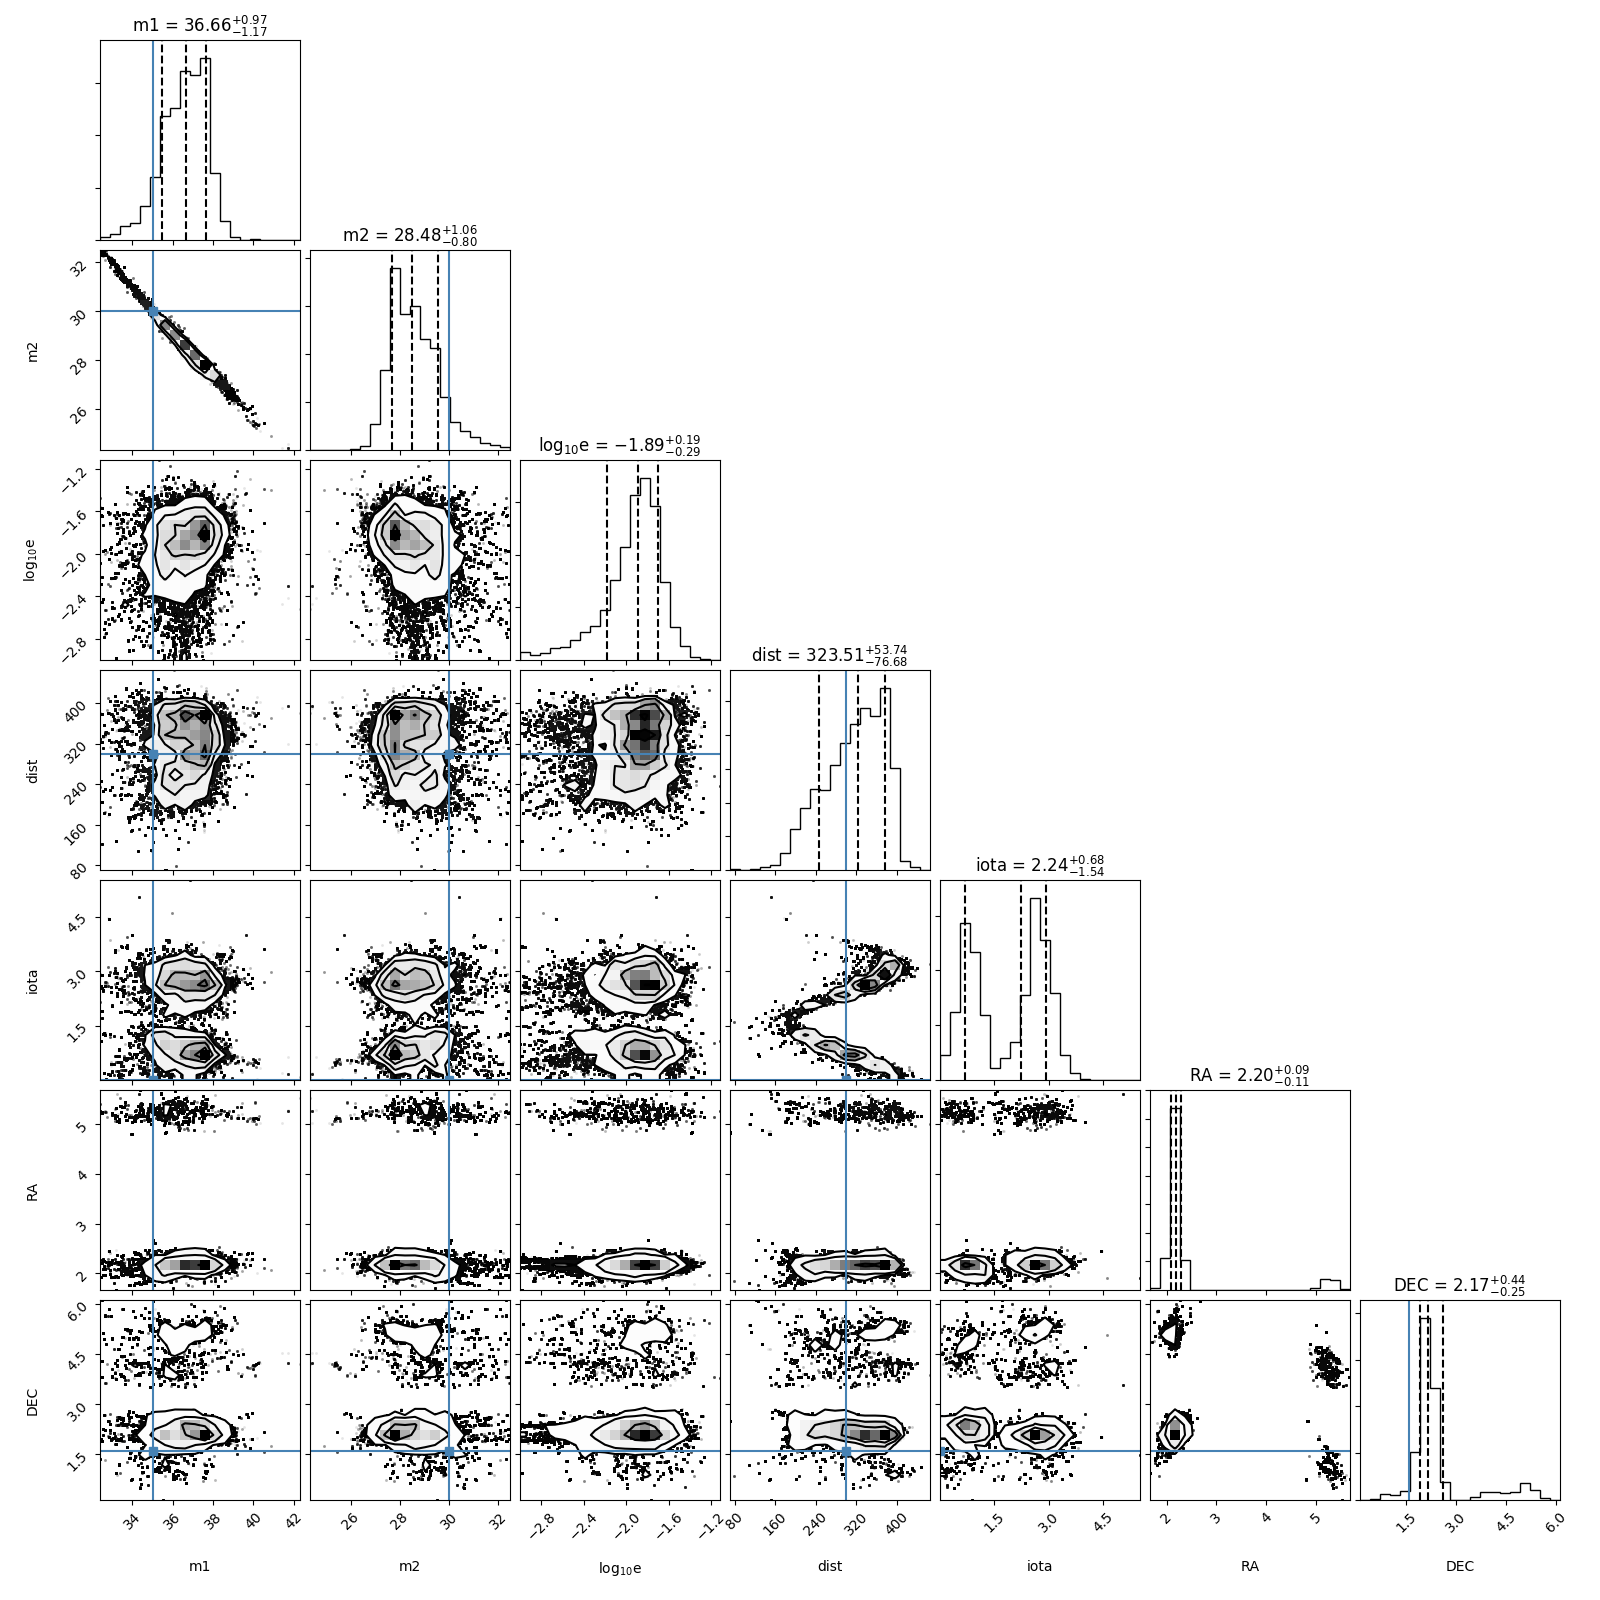 m1 = 36.66+0.97 −1.17
m2 = 28.48+1.06 −0.80
log10e = −1.89+0.19 −0.29
dist = 323.51+53.74 −76.68
iota = 2.24+0.68 −1.54
RA = 2.20+0.09 −0.11
DEC = 2.17+0.44 −0.25
m2
32
30
28
26
log10e
−1.2
−1.6
−2.0
−2.4
−2.8
dist
400
320
240
160
80
iota
4.5
3.0
1.5
RA
5
4
3
2
DEC
6.0
4.5
3.0
1.5
34 36 38 40 42
26 28 30 32
−2.8 −2.4 −2.0 −1.6 −1.2
80 160 240 320 400
1.5 3.0 4.5
2 3 4 5
1.5 3.0 4.5 6.0
m1 m2 log10e dist iota RA DEC